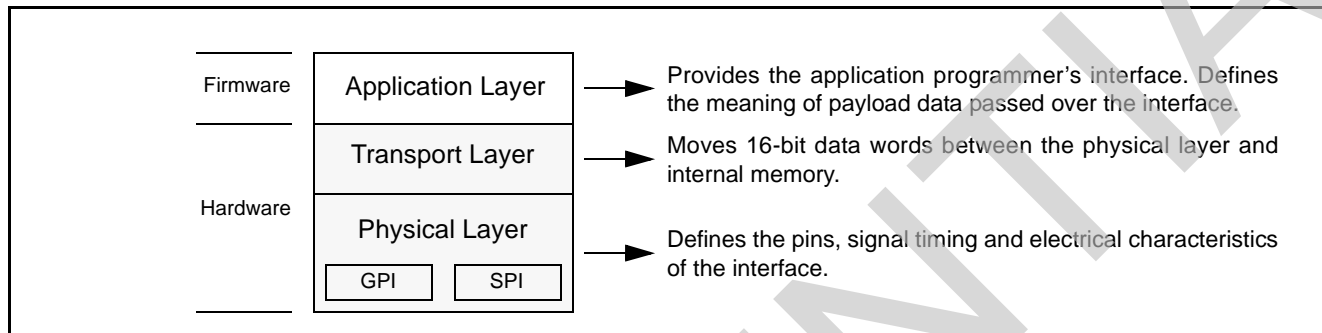 Firmware
Application Layer
Provides the application programmer's interface. Defines
the meaning of payload data passed over the interface.
Transport Layer
Moves 16-bit data words between the physical layer and
internal memory.
Hardware
Physical Layer
GPI
SPI
Defines the pins, signal timing and electrical characteristics
of the interface.
NTIA